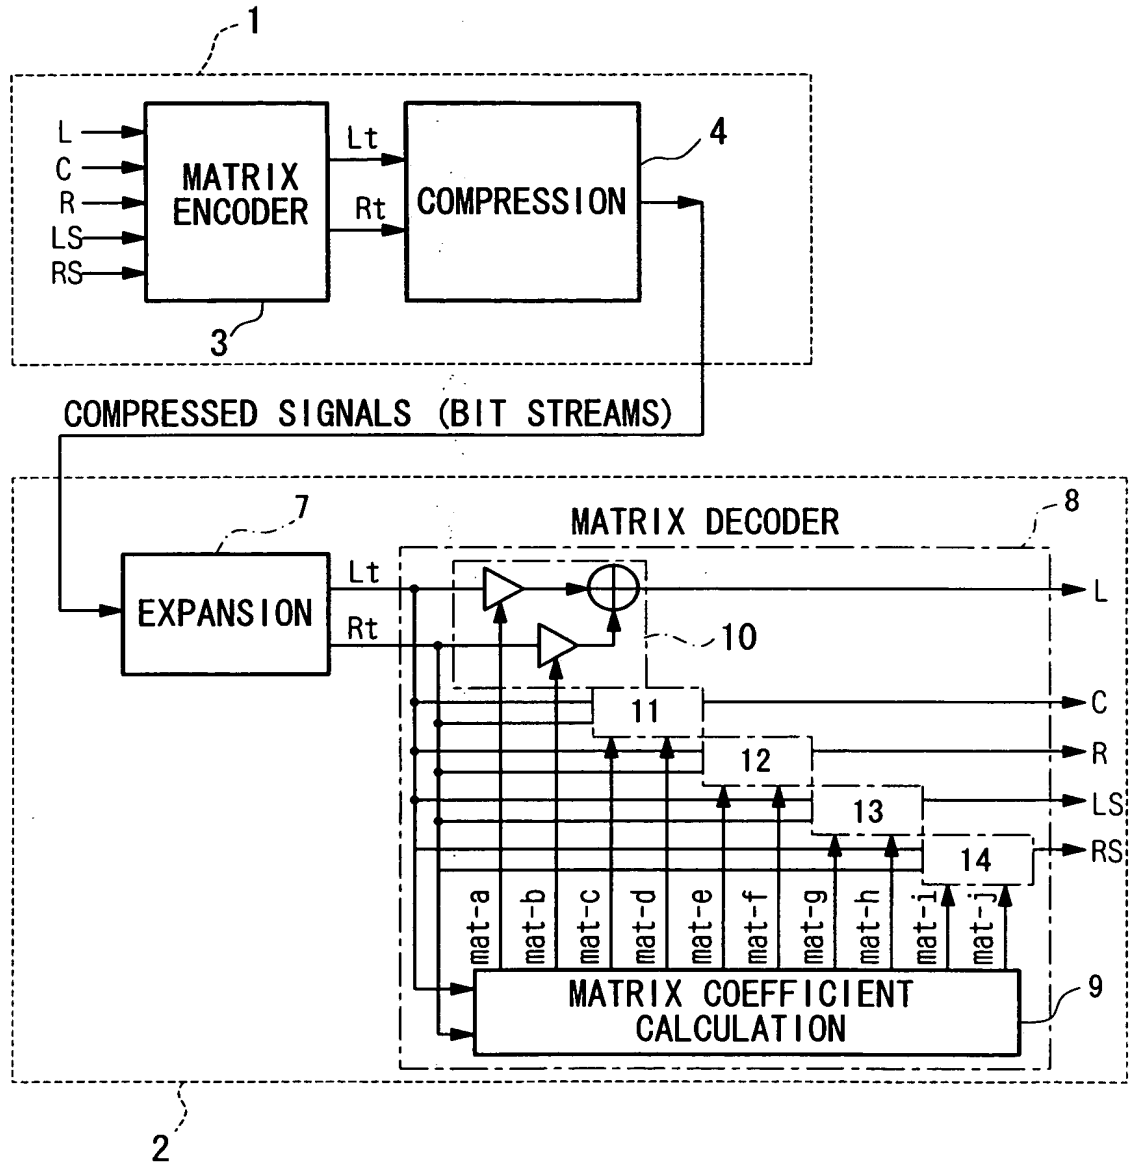 1
L
C
R
LS
RS
MATRIX
ENCODER
3
Lt
Rt
COMPRESSION
4
COMPRESSED SIGNALS (BIT STREAMS)
7
EXPANSION
Lt
Rt
MATRIX DECODER
8
10
L
11
C
12
R
13
LS
14
RS
mat-a
mat-b
mat-c
mat-d
mat-e
mat-f
mat-g
mat-h
mat-i
mat-j
MATRIX COEFFICIENT
CALCULATION
9
2